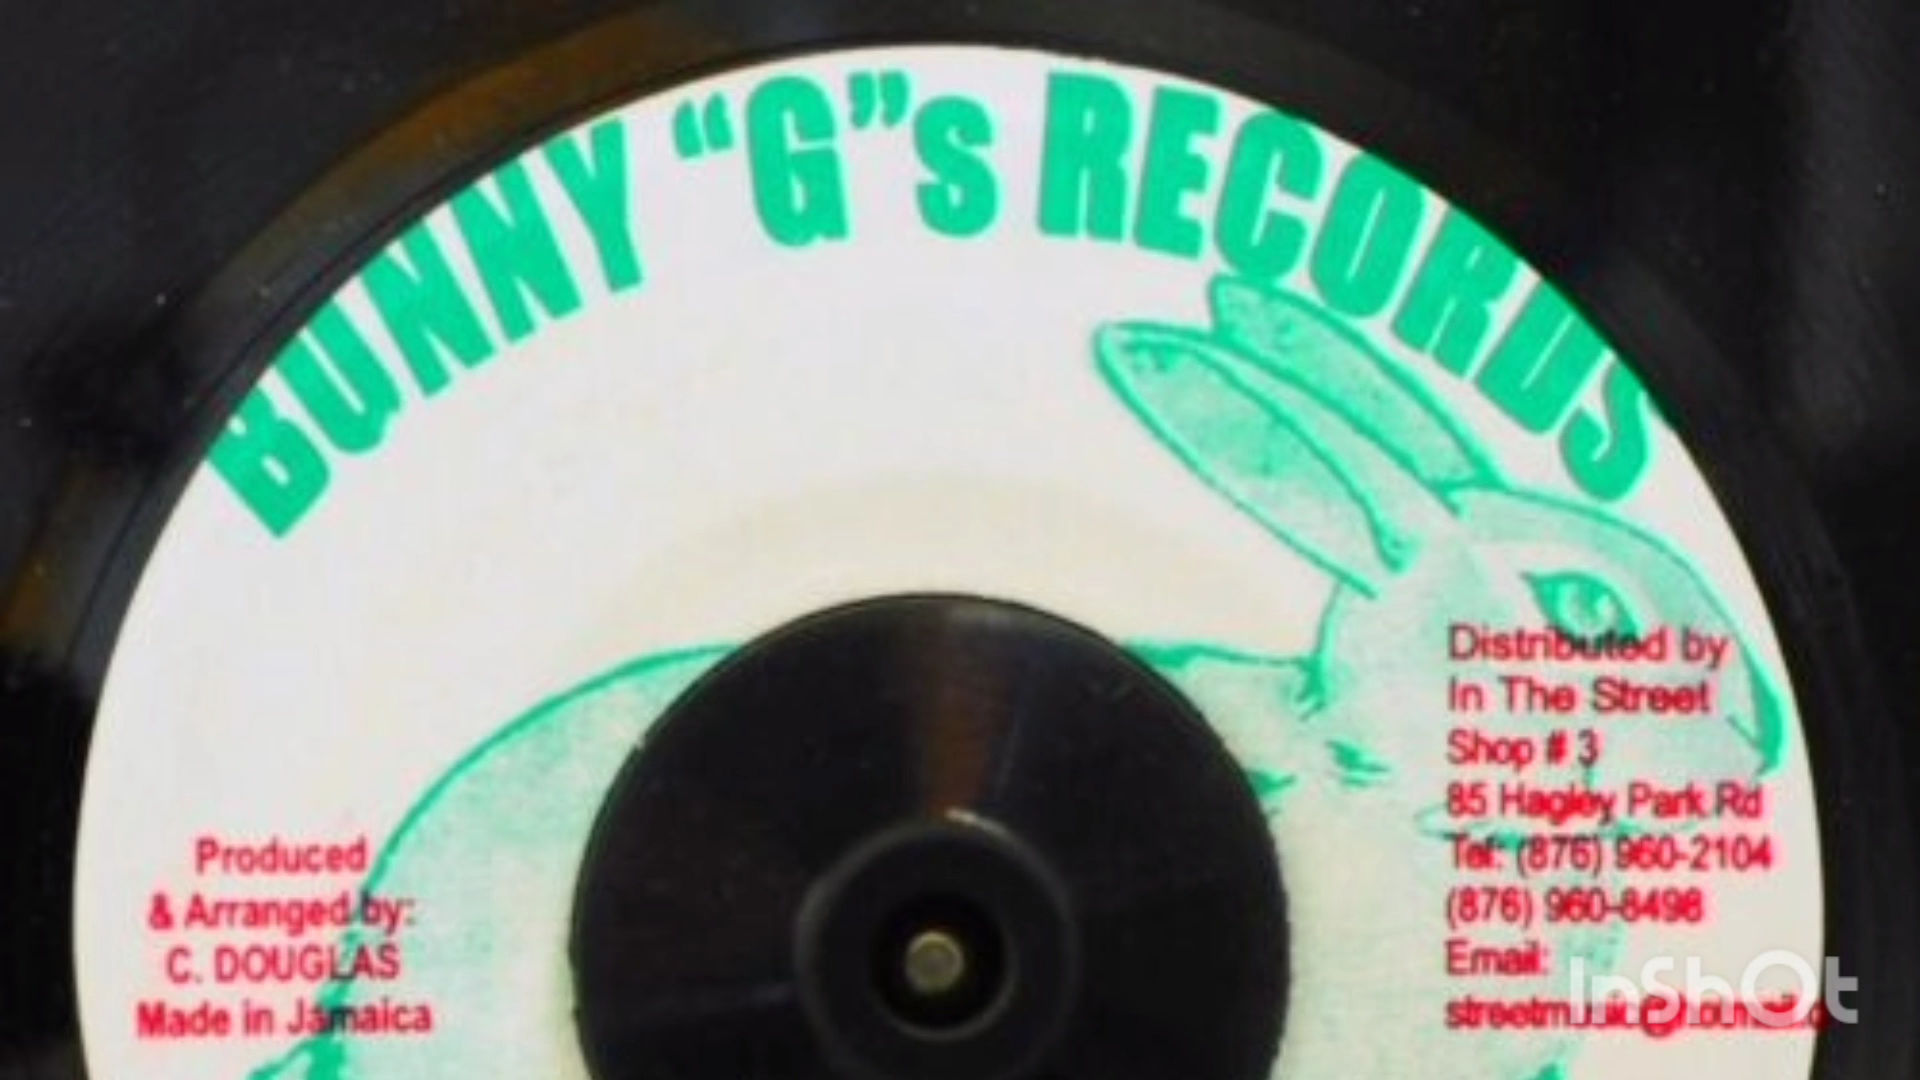 BUNNY “G”s RECORDS
Produced
& Arranged by:
C. DOUGLAS
Made in Jamaica
Distributed by
In The Street
Shop # 3
85 Hagley Park Rd
Tel: (876) 960-2104
(876) 960-8498
Email:
InShOt